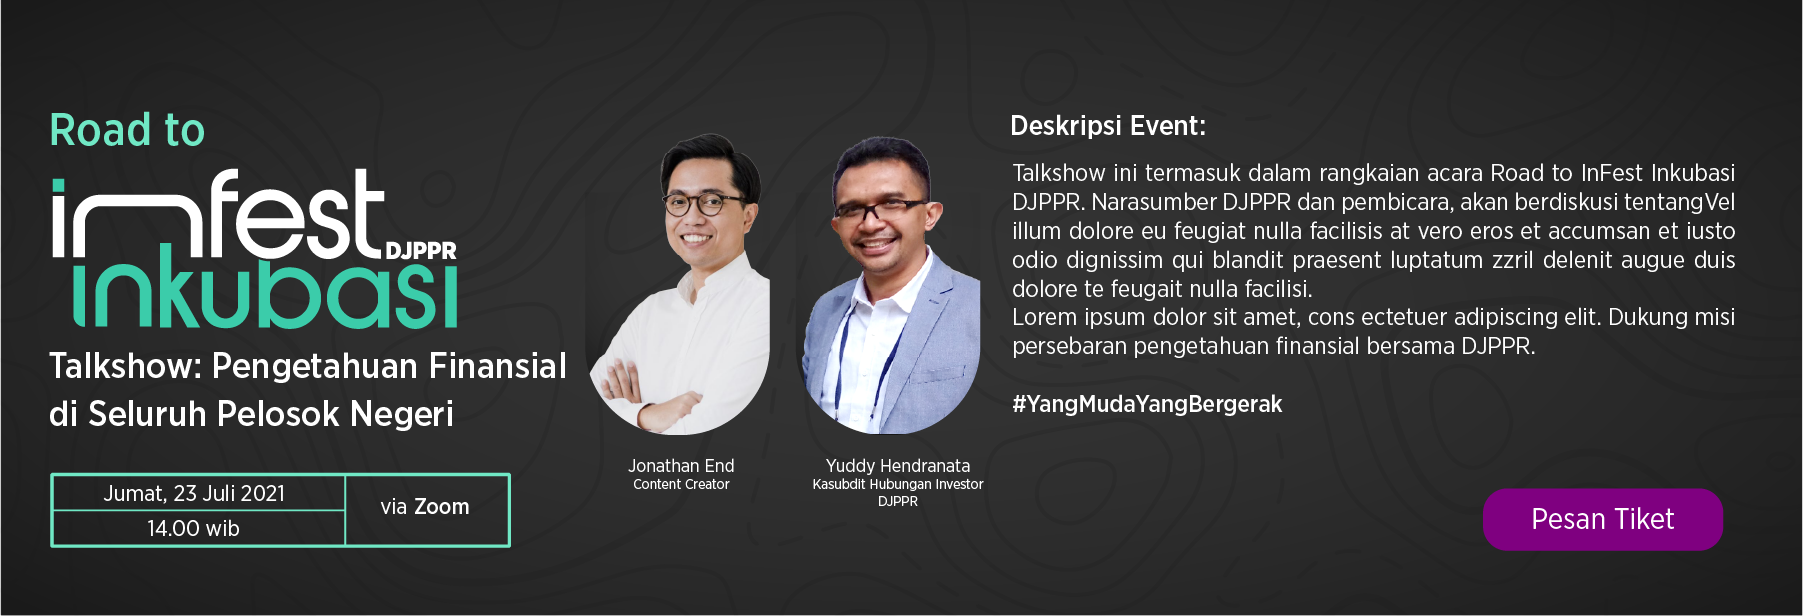 Road to
infest
DJPPR
inkubasi
Talkshow: Pengetahuan Finansial
di Seluruh Pelosok Negeri
Jumat, 23 Juli 2021
14.00 wib
via Zoom
Jonathan End
Content Creator
Yuddy Hendranata
Kasubdit Hubungan Investor
DJPPR
Deskripsi Event:
Talkshow ini termasuk dalam rangkaian acara Road to InFest Inkubasi
DJPPR. Narasumber DJPPR dan pembicara, akan berdiskusi tentangVel
illum dolore eu feugiat nulla facilisis at vero eros et accumsan et iusto
odio dignissim qui blandit praesent luptatum zzril delenit augue duis
dolore te feugait nulla facilisi.
Lorem ipsum dolor sit amet, cons ectetuer adipiscing elit. Dukung misi
persebaran pengetahuan finansial bersama DJPPR.
#YangMudaYangBergerak
Pesan Tiket